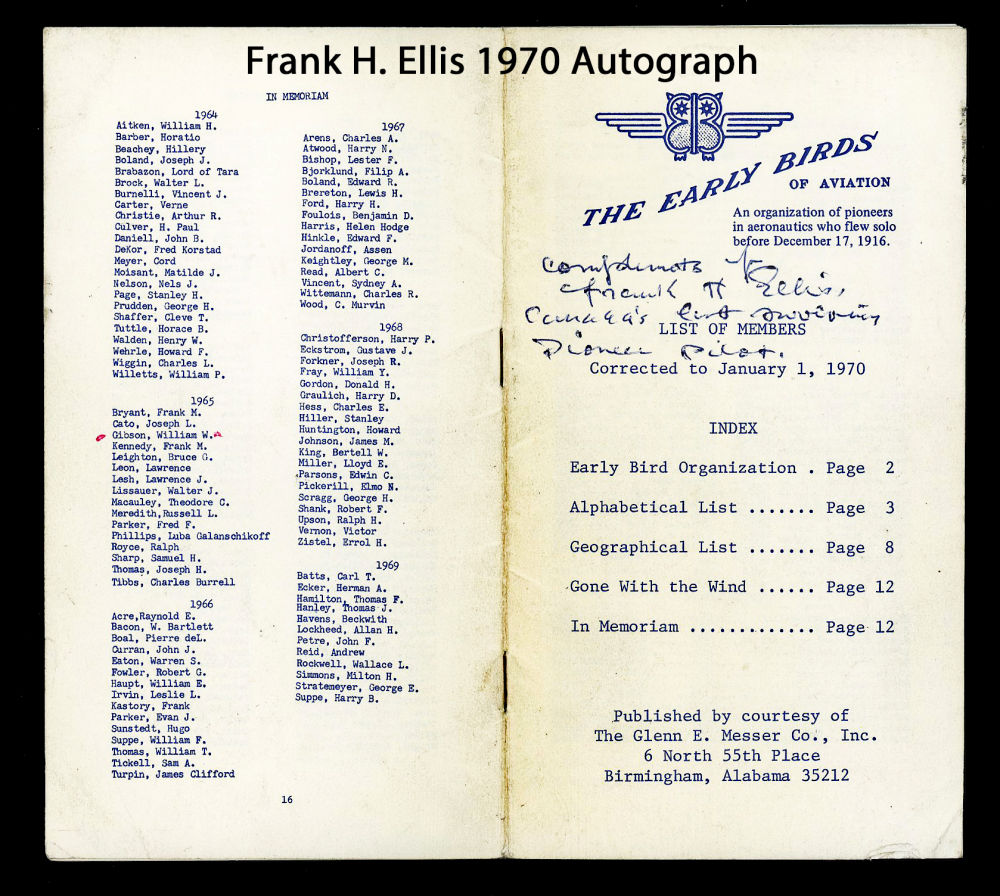 Frank H. Ellis 1970 Autograph
IN MEMORIAM
1964
Aitken, William H.
Barber, Horatio
Beachey, Hillery
Boland, Joseph J.
Brabazon, Lord of Tara
Brock, Walter L.
Burnelli, Vincent J.
Carter, Verne
Christie, Arthur R.
Culver, H. Paul
Daniell, John B.
DeKor, Fred Korstad
Meyer, Cord
Moisant, Matilde J.
Nelson, Nels J.
Page, Stanley H.
Prudden, George H.
Shaffer, Cleve T.
Tuttle, Horace B.
Walden, Henry W.
Wehrle, Howard F.
Wiggin, Charles L.
Willetts, William P.
1965
Bryant, Frank M.
Cato, Joseph L.
Gibson, William W.
Kennedy, Frank M.
Leighton, Bruce G.
Leon, Lawrence
Lesh, Lawrence J.
Lissauer, Walter J.
Macauley, Theodore C.
Meredith,Russell L.
Parker, Fred F.
Phillips, Luba Galanschikoff
Royce, Ralph
Sharp, Samuel H.
Thomas, Joseph H.
Tibbs, Charles Burrell
1966
Acre,Raynold E.
Bacon, W. Bartlett
Boal, Pierre deL.
Curran, John J.
Eaton, Warren S.
Fowler, Robert G.
Haupt, William E.
Irvin, Leslie L.
Kastory, Frank
Parker, Evan J.
Sunstedt, Hugo
Suppe, William F.
Thomas, William T.
Tickell, Sam A.
Turpin, James Clifford
1967
Arens, Charles A.
Atwood, Harry N.
Bishop, Lester F.
Bjorklund, Filip A.
Boland, Edward R.
Brereton, Lewis H.
Ford, Harry H.
Foulois, Benjamin D.
Harris, Helen Hodge
Hinkle, Edward F.
Jordanoff, Assen
Keightley, George M.
Read, Albert C.
Vincent, Sydney A.
Wittemann, Charles R.
Wood, C. Murvin
1968
Christofferson, Harry P.
Eckstrom, Gustave J.
Forkner, Joseph R.
Fray, William Y.
Gordon, Donald H.
Graulich, Harry D.
Hess, Charles E.
Hiller, Stanley
Huntington, Howard
Johnson, James M.
King, Bertell W.
Miller, Lloyd E.
Parsons, Edwin C.
Pickerill, Elmo N.
Scragg, George H.
Shank, Robert F.
Upson, Ralph H.
Vernon, Victor
Zistel, Errol H.
1969
Batts, Carl T.
Ecker, Herman A.
Hamilton, Thomas F.
Hanley, Thomas J.
Havens, Beckwith
Lockheed, Allan H.
Petre, John F.
Reid, Andrew
Rockwell, Wallace L.
Simmons, Milton H.
Stratemeyer, George E.
Suppe, Harry B.
16
THE EARLY BIRDS
OF AVIATION
An organization of pioneers
in aeronautics who flew solo
before December 17, 1916.
Compliments of
Frank H Ellis,
Canada's last surviving
LIST OF MEMBERS
Pioneer Pilot.
Corrected to January 1, 1970
INDEX
Early Bird Organization . Page 2
Alphabetical List ....... Page 3
Geographical List ....... Page 8
Gone With the Wind ...... Page 12
In Memoriam ............. Page 12
Published by courtesy of
The Glenn E. Messer Co., Inc.
6 North 55th Place
Birmingham, Alabama 35212